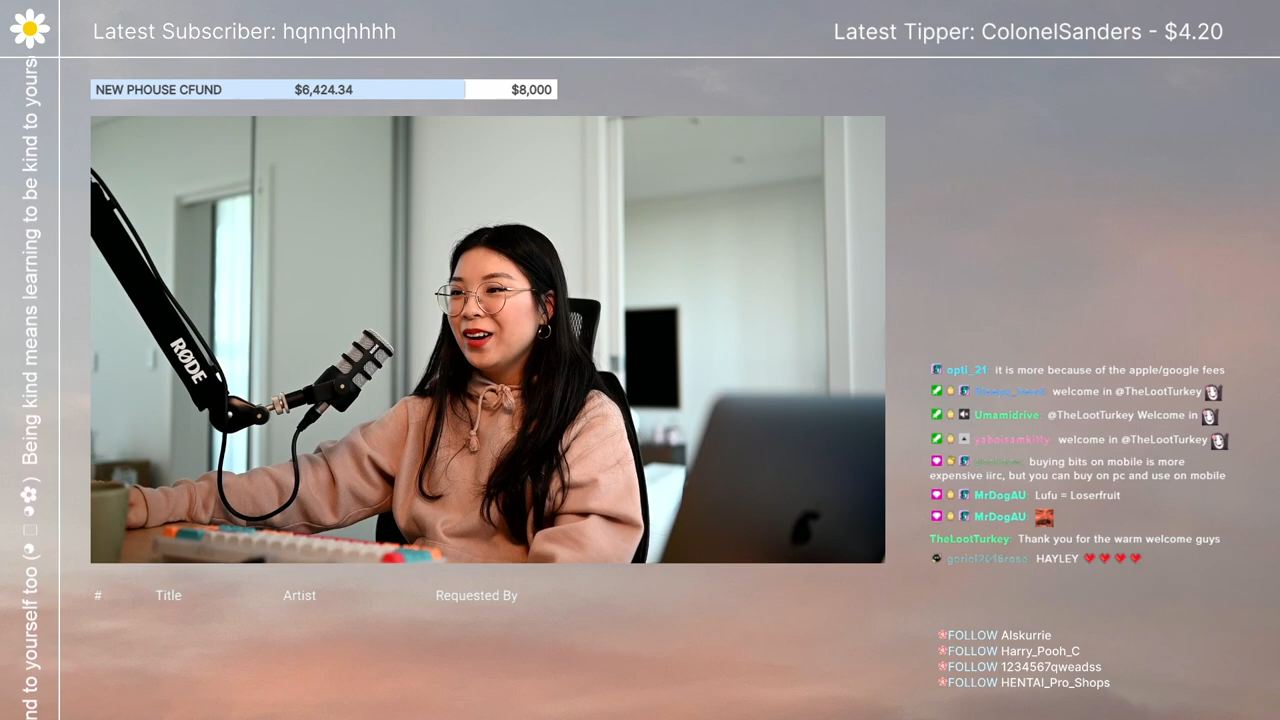 Latest Subscriber: hqnnqhhhh
Latest Tipper: ColonelSanders - $4.20
NEW PHOUSE CFUND $6,424.34 $8,000
nd to yourself too (◕ □ ◕✿) Being kind means learning to be kind to yours
RØDE
opti_21: it is more because of the apple/google fees
welcome in @TheLootTurkey
Umamidrive: @TheLootTurkey Welcome in
yahoisamkilly: welcome in @TheLootTurkey
buying bits on mobile is more
expensive iirc, but you can buy on pc and use on mobile
MrDogAU: Lufu = Loserfruit
MrDogAU:
TheLootTurkey: Thank you for the warm welcome guys
HAYLEY
# Title Artist Requested By
FOLLOW Alskurrie
FOLLOW Harry_Pooh_C
FOLLOW 1234567qweadss
FOLLOW HENTAI_Pro_Shops